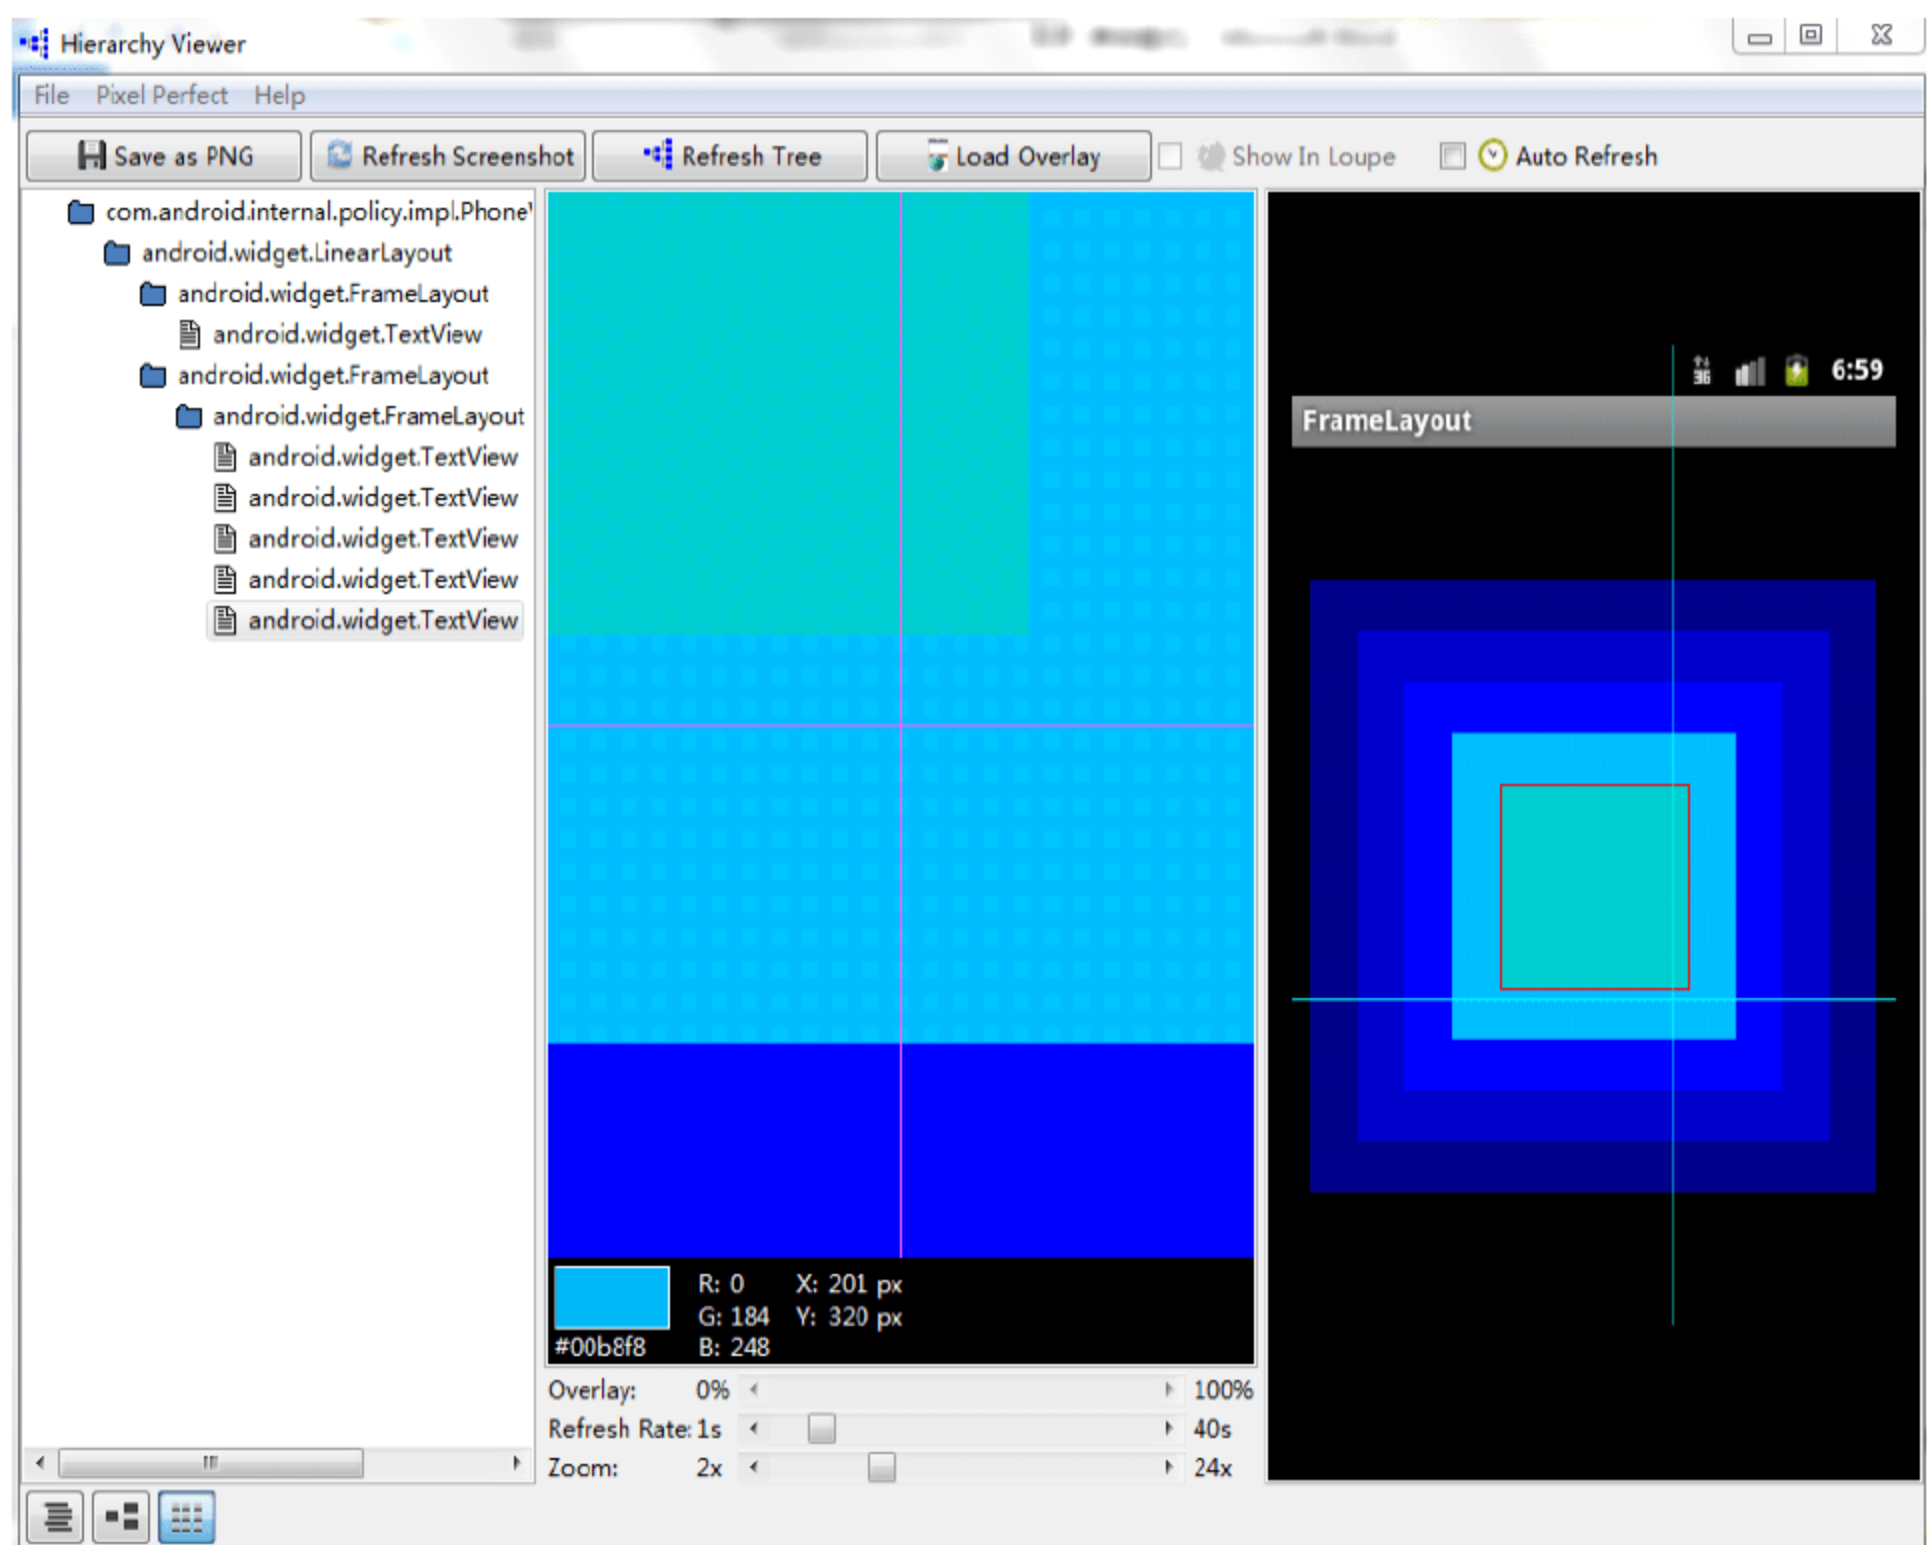 Hierarchy Viewer
File Pixel Perfect Help
Save as PNG Refresh Screenshot Refresh Tree Load Overlay Show In Loupe Auto Refresh
com.android.internal.policy.impl.Phone
android.widget.LinearLayout
android.widget.FrameLayout
android.widget.TextView
android.widget.FrameLayout
android.widget.FrameLayout
android.widget.TextView
android.widget.TextView
android.widget.TextView
android.widget.TextView
android.widget.TextView
R: 0 X: 201 px
G: 184 Y: 320 px
#00b8f8 B: 248
Overlay: 0% 100%
Refresh Rate: 1s 40s
Zoom: 2x 24x
3G 6:59
FrameLayout